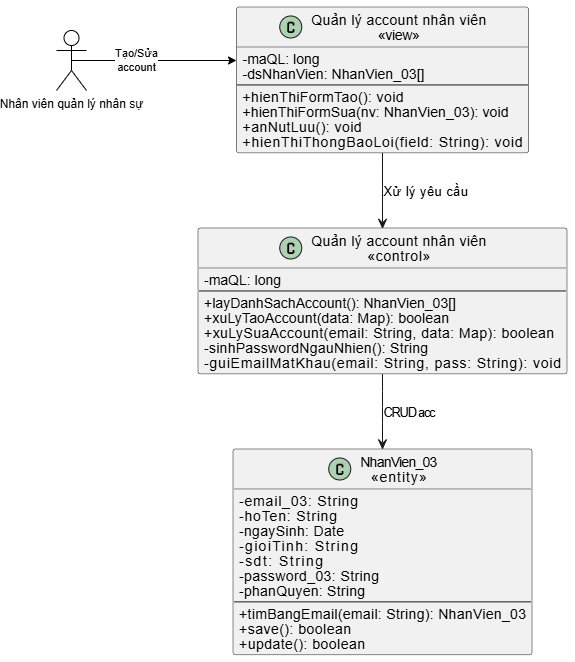 Quản lý account nhân viên
«view»
-maQL: long
-dsNhanVien: NhanVien_03[]
+hienThiFormTao(): void
+hienThiFormSua(nv: NhanVien_03): void
+anNutLuu(): void
+hienThiThongBaoLoi(field: String): void
Tạo/Sửa
account
Nhân viên quản lý nhân sự
Xử lý yêu cầu
Quản lý account nhân viên
«control»
-maQL: long
+layDanhSachAccount(): NhanVien_03[]
+xuLyTaoAccount(data: Map): boolean
+xuLySuaAccount(email: String, data: Map): boolean
-sinhPasswordNgauNhien(): String
-guiEmailMatKhau(email: String, pass: String): void
CRUD acc
NhanVien_03
«entity»
-email_03: String
-hoTen: String
-ngaySinh: Date
-gioiTinh: String
-sdt: String
-password_03: String
-phanQuyen: String
+timBangEmail(email: String): NhanVien_03
+save(): boolean
+update(): boolean